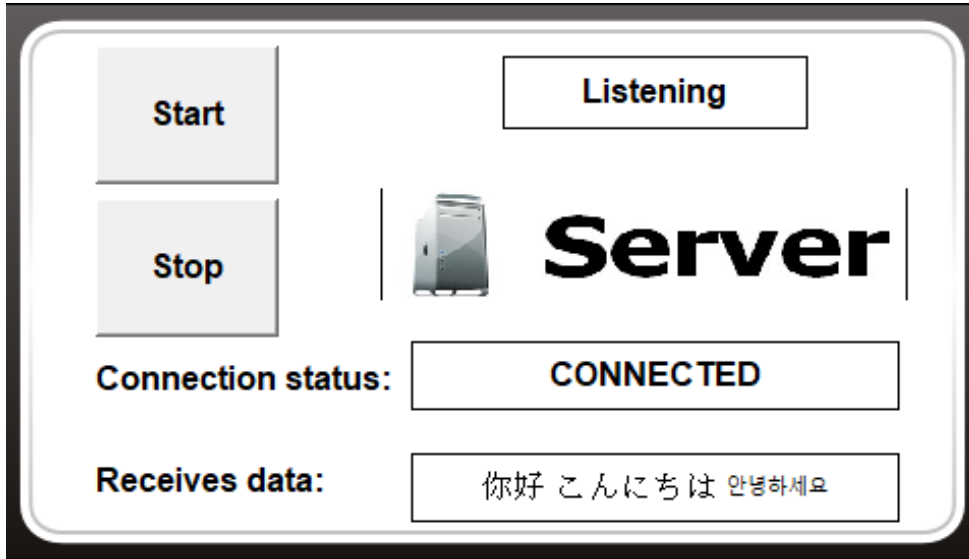 Start
Listening
Server
Stop
Connection status: CONNECTED
Receives data: 你好 こんにちは 안녕하세요